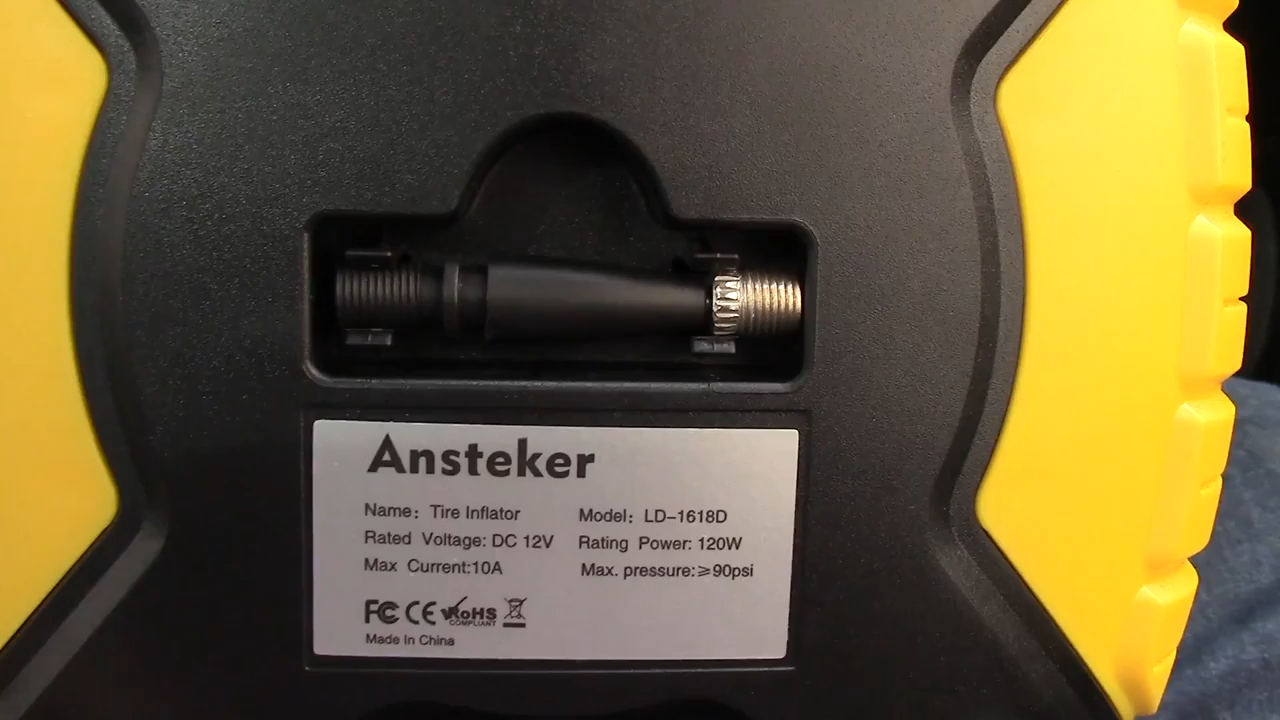 Ansteker
Name: Tire Inflator Model: LD-1618D
Rated Voltage: DC 12V Rating Power: 120W
Max Current:10A Max. pressure:≥90psi
FC CE RoHS
COMPLIANT
Made In China